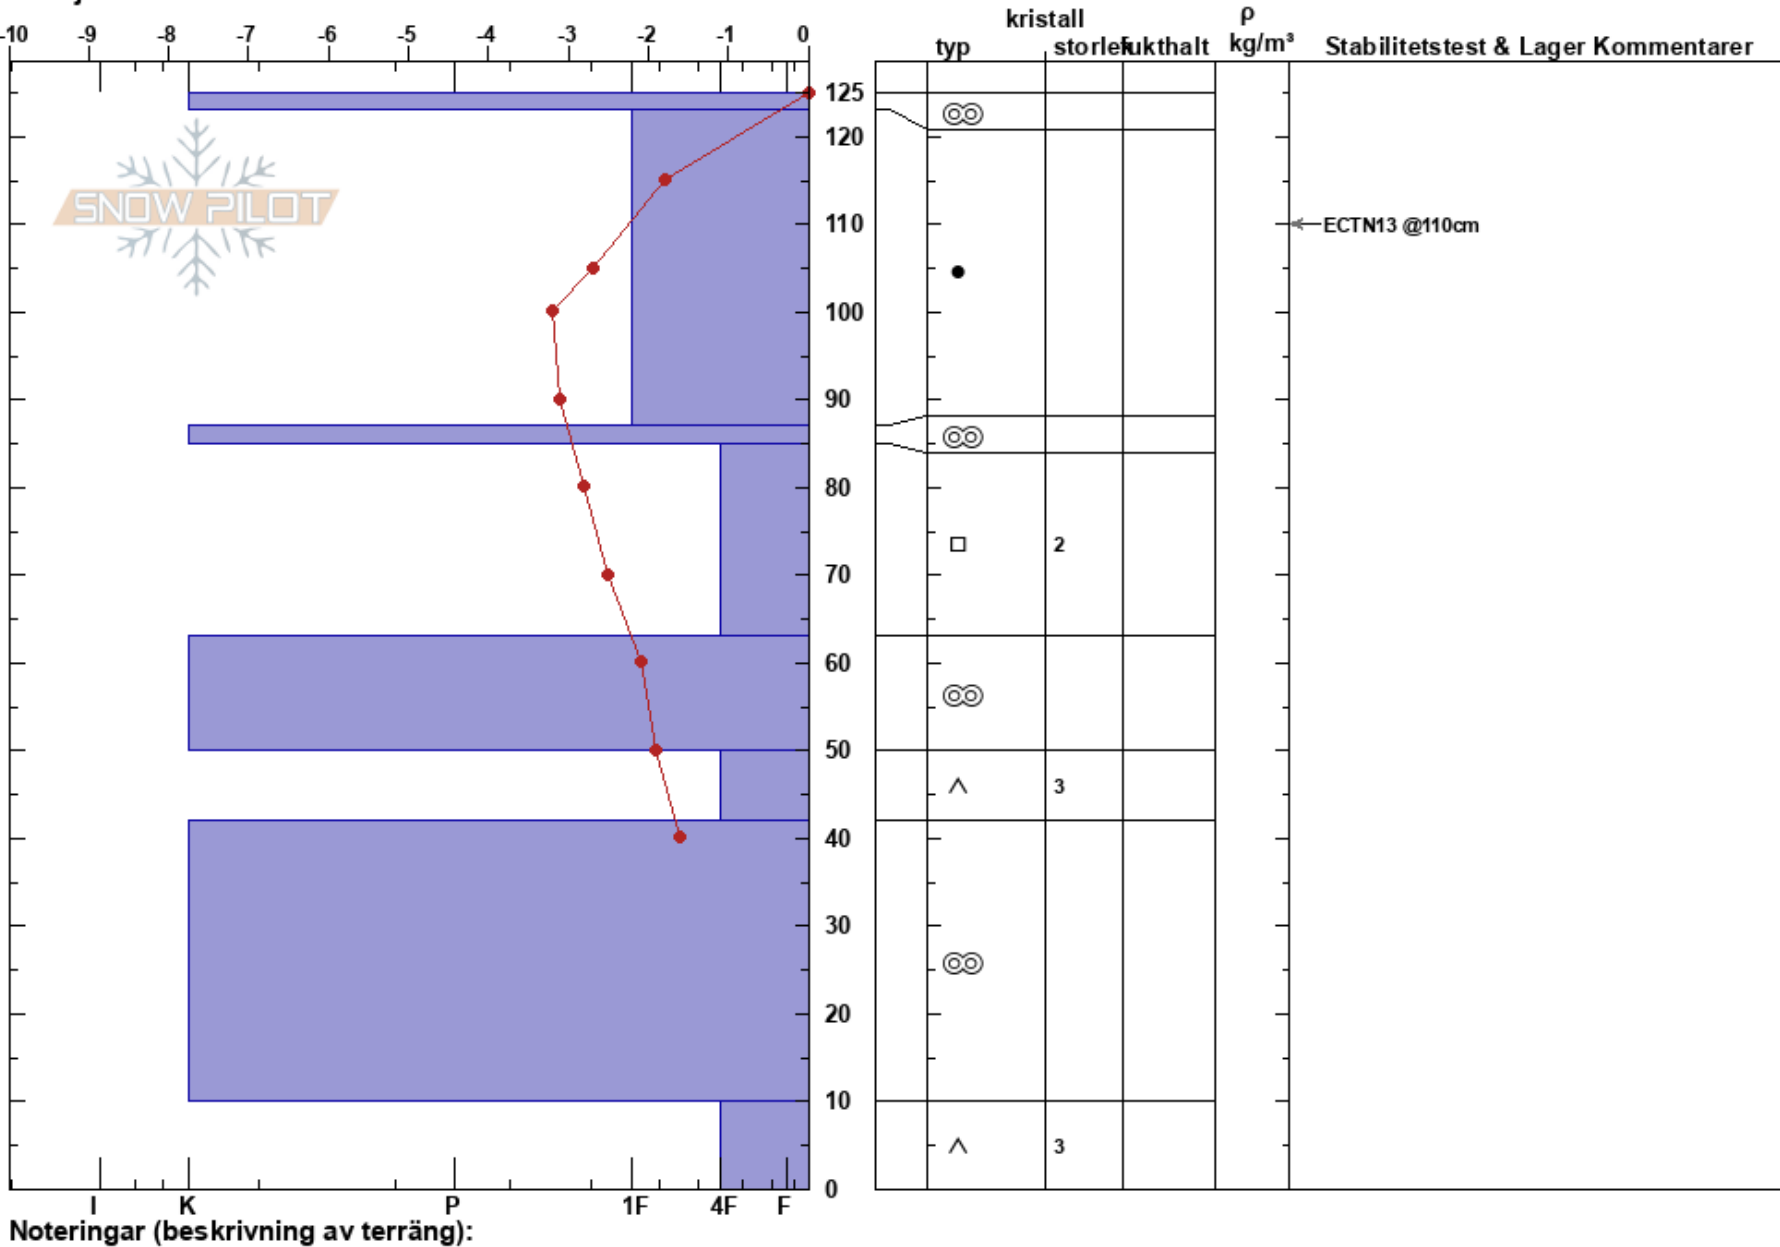 kristall ρ
-10 -9 -8 -7 -6 -5 -4 -3 -2 -1 0
typ storlek fukthalt kg/m³ Stabilitetstest & Lager Kommentarer
125
120
SNOW PILOT
110 ECTN13 @110cm
100
90
80
2
70
60
50
3
40
30
20
10
3
0
I K P 1F 4F F
Noteringar (beskrivning av terräng):